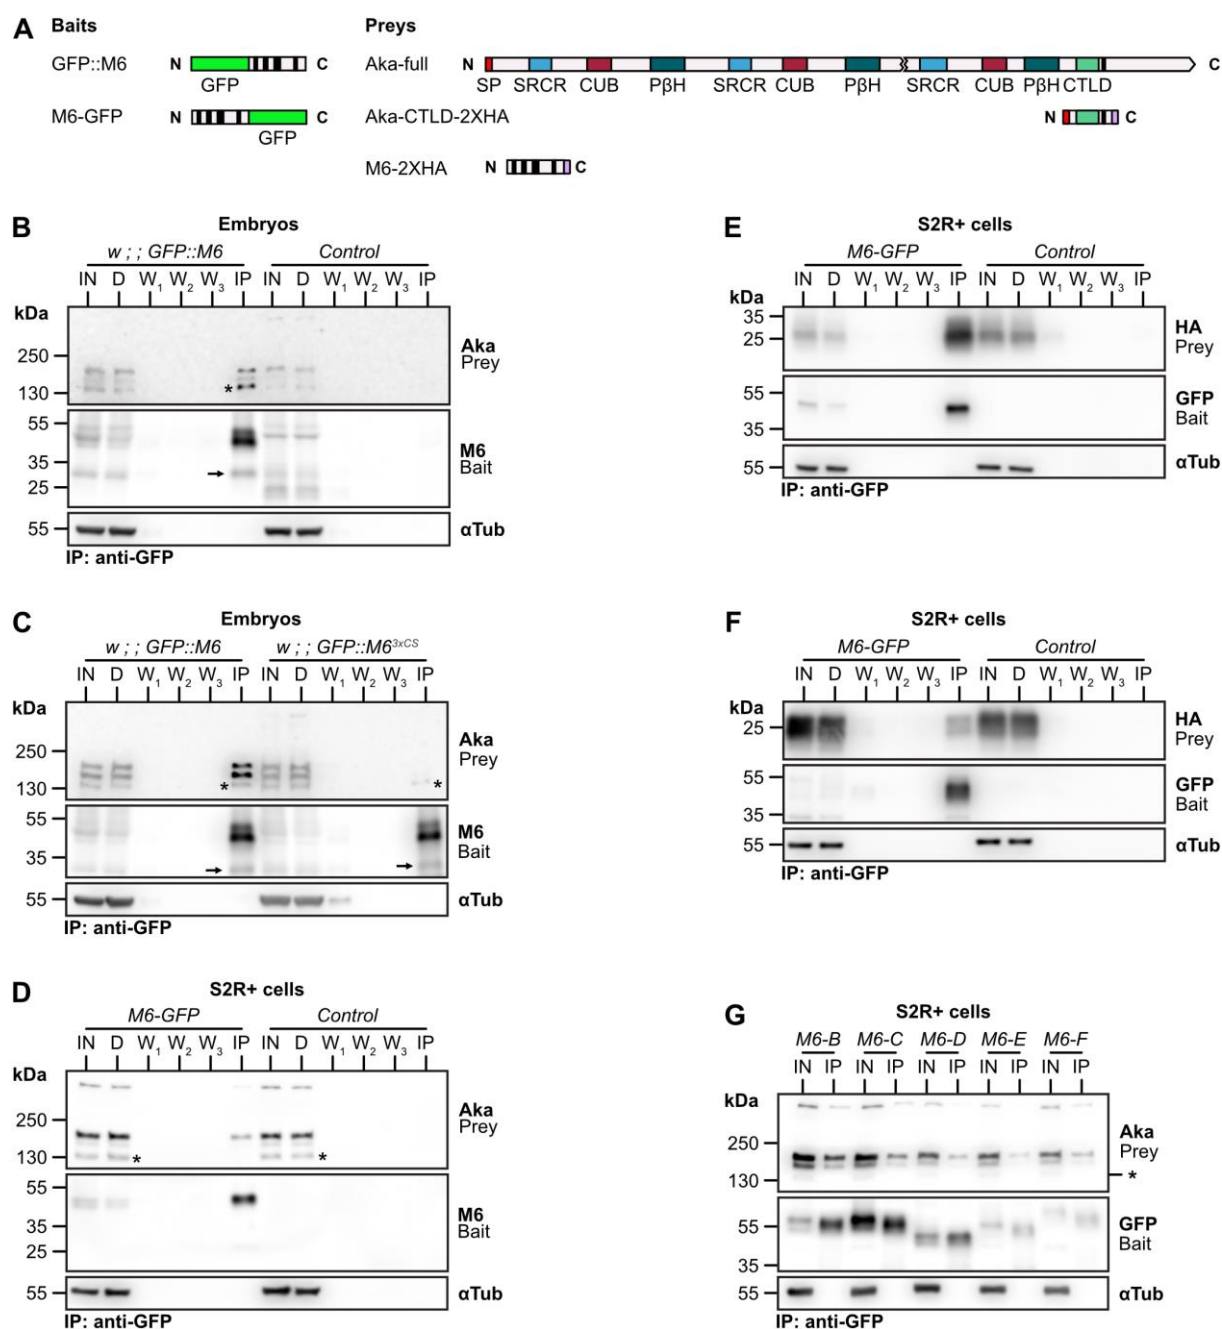 A
Baits
Preys
GFP::M6 N C
GFP
Aka-full N C
SP SRCR CUB PβH SRCR CUB PβH SRCR CUB PβH CTLD
M6-GFP N C
GFP
Aka-CTLD-2XHA N C
M6-2XHA N C
B
Embryos
w ; ; GFP::M6 Control
IN D W1 W2 W3 IP IN D W1 W2 W3 IP
kDa
250
130
*
Aka
Prey
55
35
25
M6
Bait
55
αTub
IP: anti-GFP
C
Embryos
w ; ; GFP::M6 w ; ; GFP::M6 3xCS
IN D W1 W2 W3 IP IN D W1 W2 W3 IP
kDa
250
130
* *
Aka
Prey
55
35
M6
Bait
55
αTub
IP: anti-GFP
D
S2R+ cells
M6-GFP Control
IN D W1 W2 W3 IP IN D W1 W2 W3 IP
kDa
250
130
* *
Aka
Prey
55
35
25
M6
Bait
55
αTub
IP: anti-GFP
E
S2R+ cells
M6-GFP Control
IN D W1 W2 W3 IP IN D W1 W2 W3 IP
kDa
35
25
HA
Prey
55
35
GFP
Bait
55
αTub
IP: anti-GFP
F
S2R+ cells
M6-GFP Control
IN D W1 W2 W3 IP IN D W1 W2 W3 IP
kDa
25
HA
Prey
55
35
GFP
Bait
55
αTub
IP: anti-GFP
G
S2R+ cells
M6-B M6-C M6-D M6-E M6-F
IN IP IN IP IN IP IN IP IN IP
kDa
250
130
Aka
Prey
*
55
35
GFP
Bait
55
αTub
IP: anti-GFP